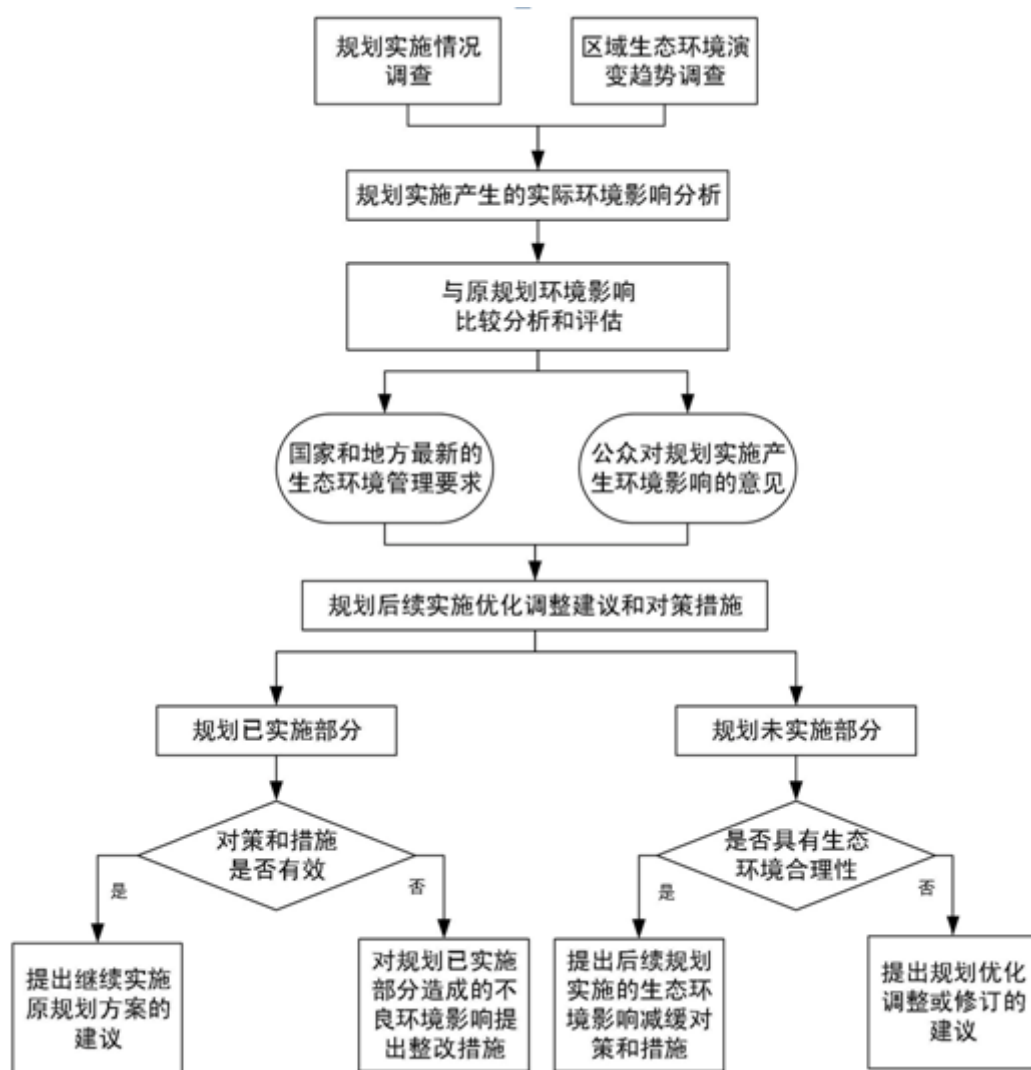 规划实施情况
调查
区域生态环境演
变趋势调查
规划实施产生的实际环境影响分析
与原规划环境影响
比较分析和评估
国家和地方最新的
生态环境管理要求
公众对规划实施产
生环境影响的意见
规划后续实施优化调整建议和对策措施
规划已实施部分
规划未实施部分
对策和措施
是否有效
是否具有生态
环境合理性
是
否
是
否
提出继续实施
原规划方案的
建议
对规划已实施
部分造成的不
良环境影响提
出整改措施
提出后续规划
实施的生态环
境影响减缓对
策和措施
提出规划优化
调整或修订的
建议